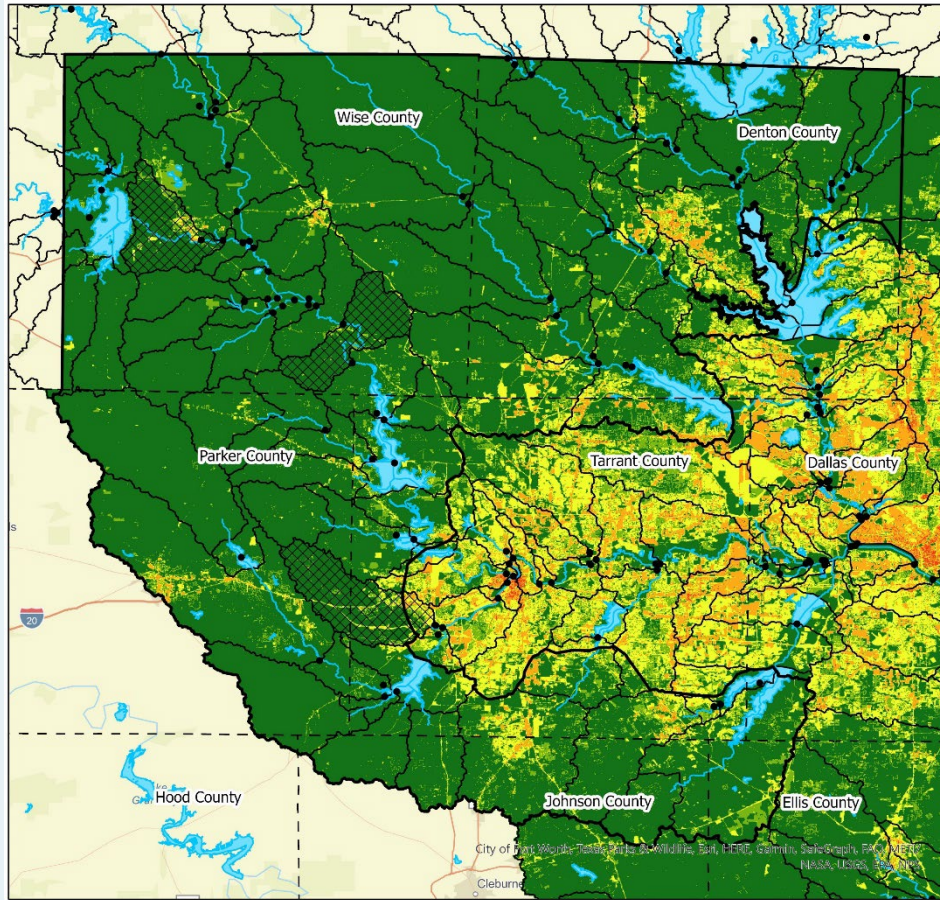 Wise County
Denton County
Parker County
Tarrant County
Dallas County
ls
20
Hood County
Johnson County
Ellis County
City of Fort Worth, Texas Parks & Wildlife, Esri, HERE, Garmin, SafeGraph, FAO, METI/
NASA, USGS, EPA, NPS
Cleburne